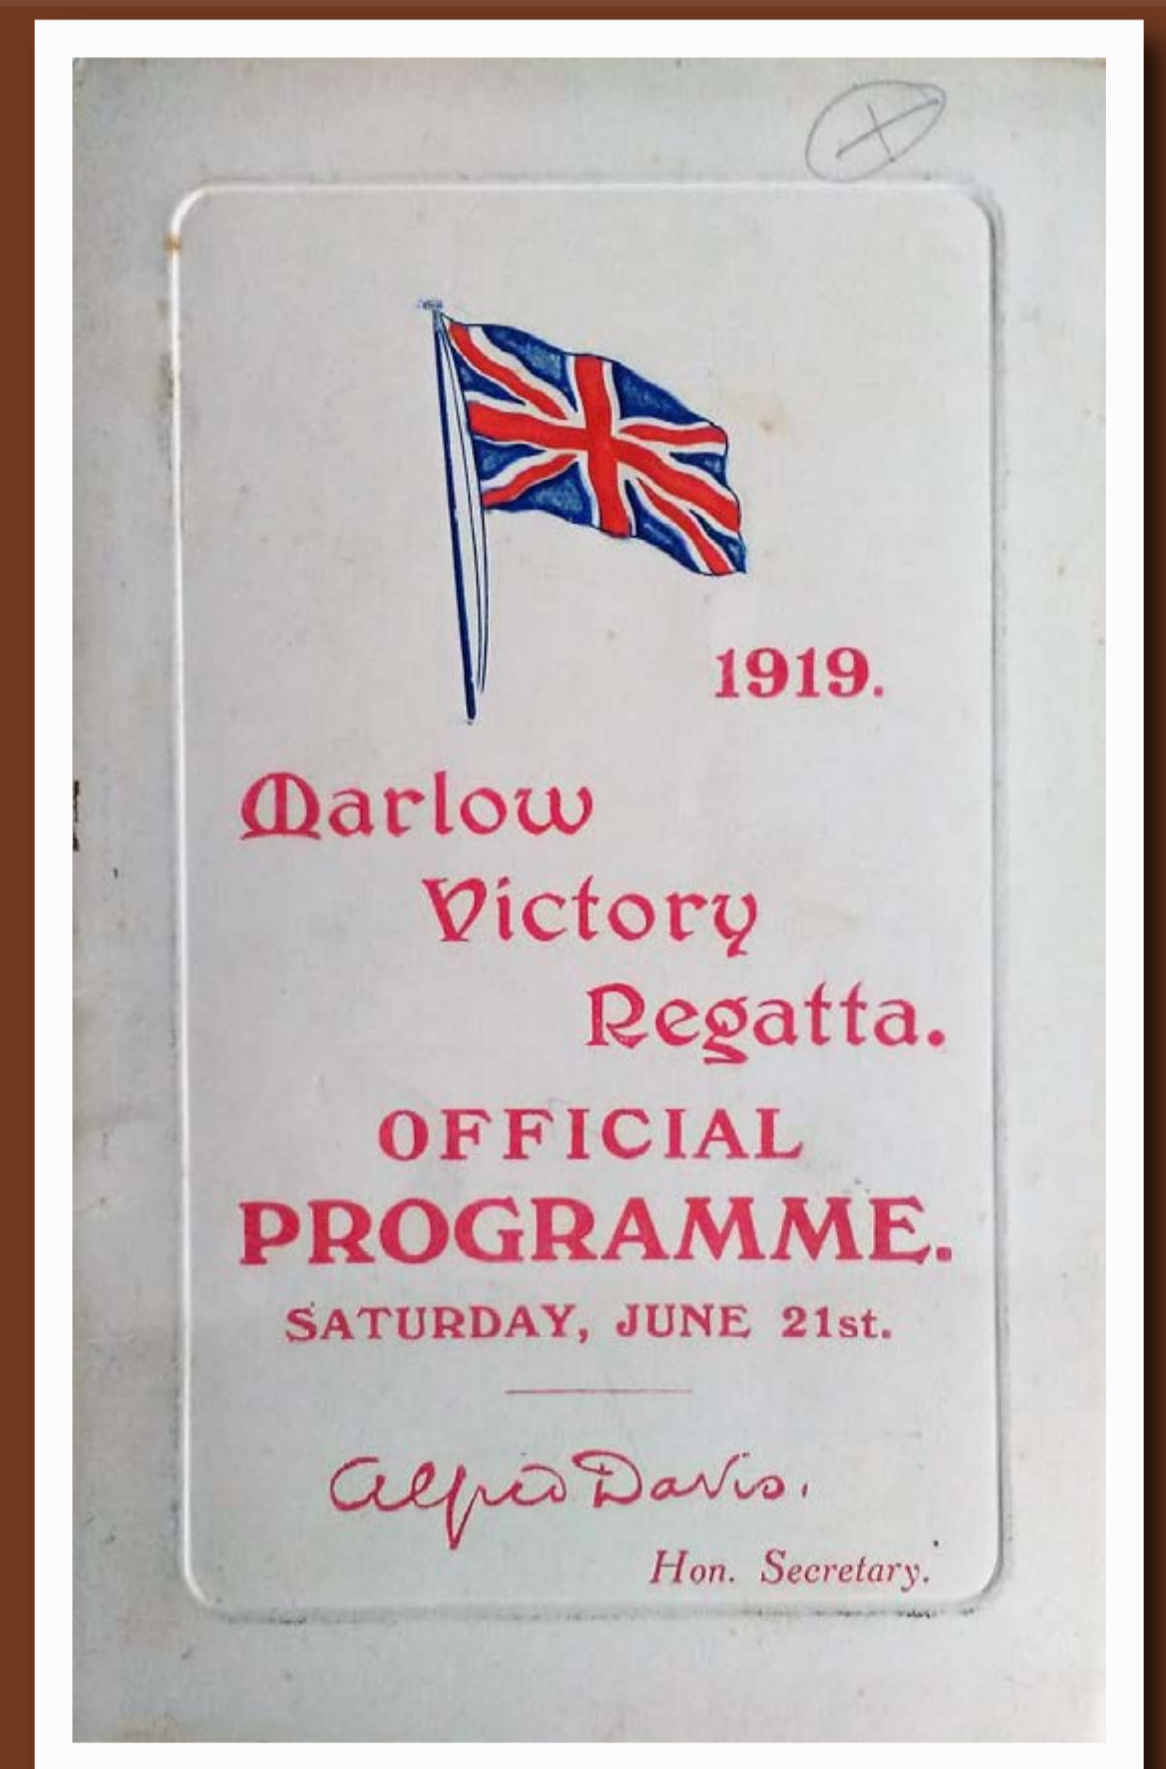 1919.
Marlow
Victory
Regatta.
OFFICIAL
PROGRAMME.
SATURDAY, JUNE 21st.
Alfred Davis.
Hon. Secretary.